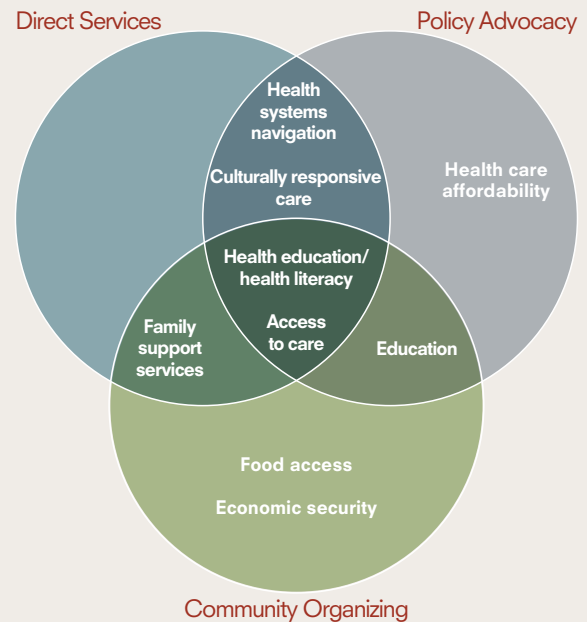 Direct Services
Policy Advocacy
Health
systems
navigation
Culturally responsive
care
Health care
affordability
Health education/
health literacy
Access
to care
Family
support
services
Education
Food access
Economic security
Community Organizing